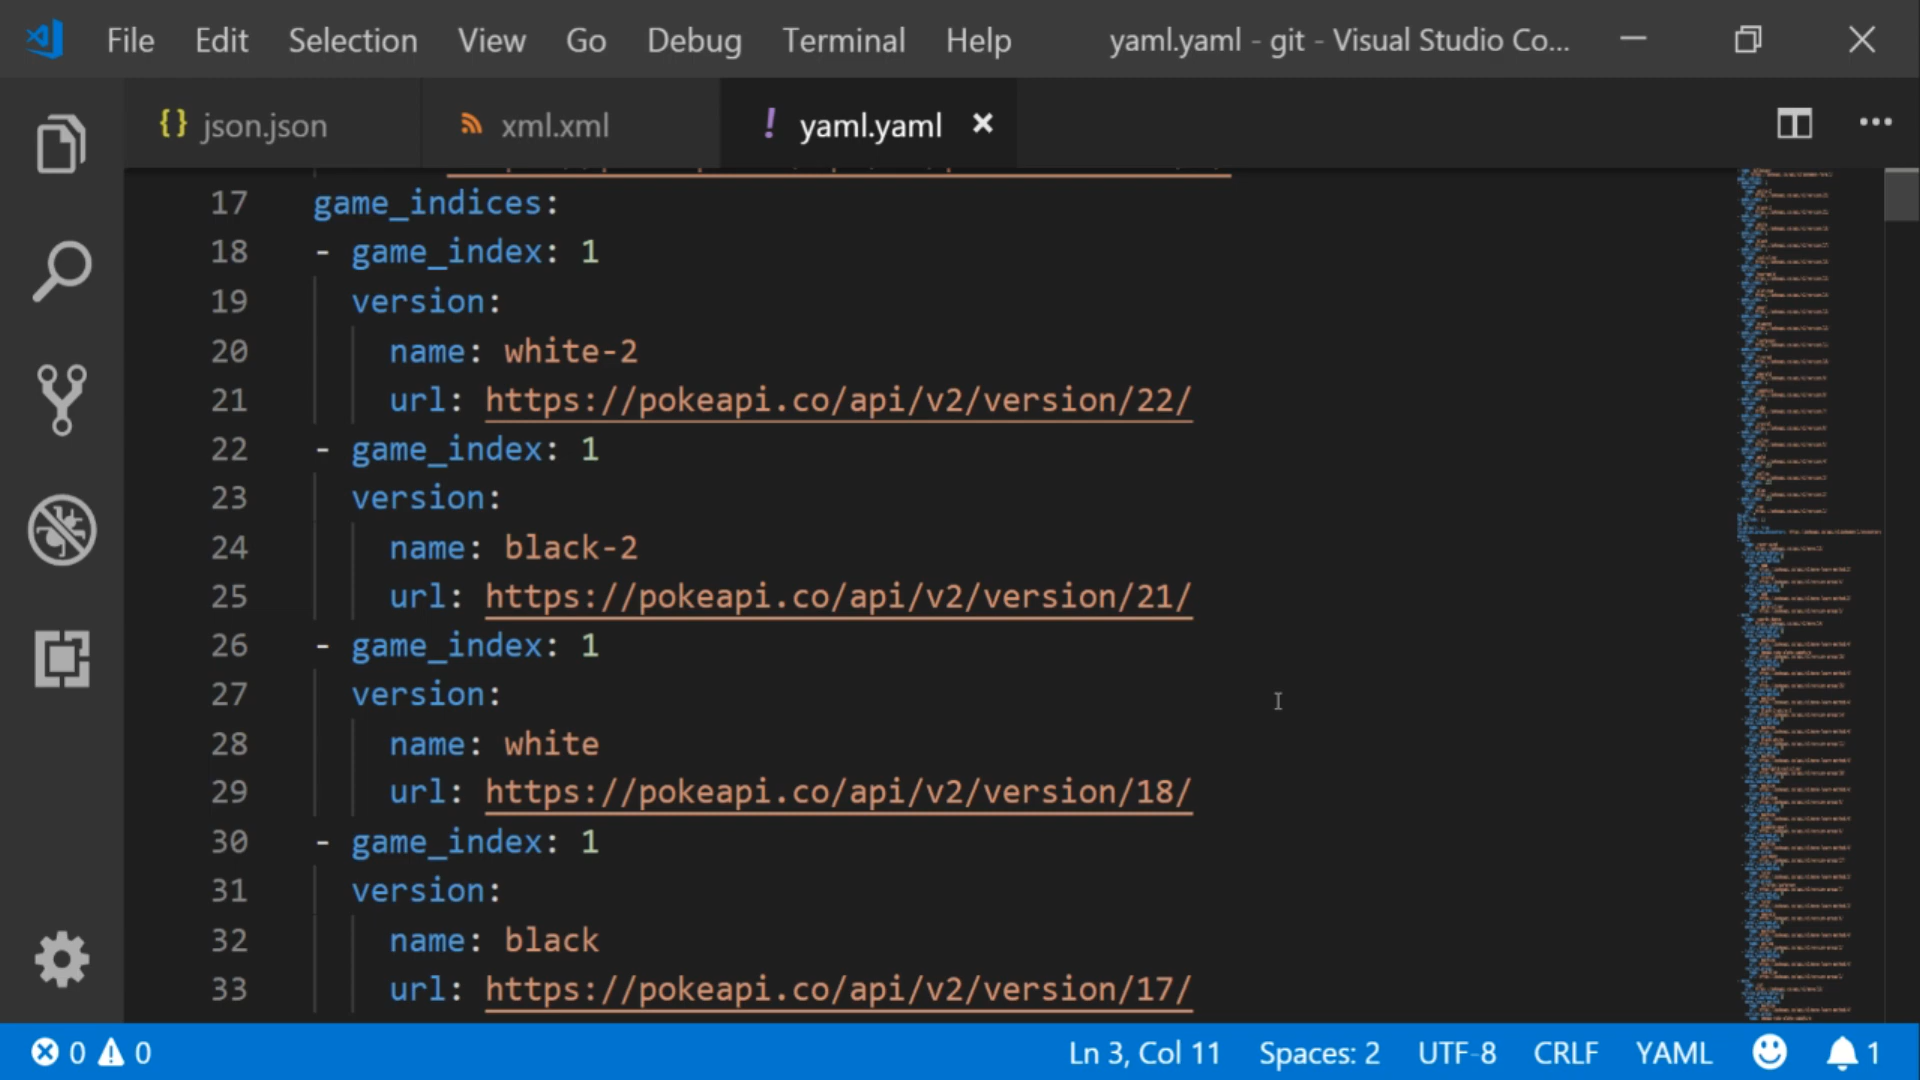 File Edit Selection View Go Debug Terminal Help yaml.yaml - git - Visual Studio Co...
{} json.json xml.xml ! yaml.yaml
17 game_indices:
18 - game_index: 1
19 version:
20 name: white-2
21 url: https://pokeapi.co/api/v2/version/22/
22 - game_index: 1
23 version:
24 name: black-2
25 url: https://pokeapi.co/api/v2/version/21/
26 - game_index: 1
27 version:
28 name: white
29 url: https://pokeapi.co/api/v2/version/18/
30 - game_index: 1
31 version:
32 name: black
33 url: https://pokeapi.co/api/v2/version/17/
0 0 Ln 3, Col 11 Spaces: 2 UTF-8 CRLF YAML 1